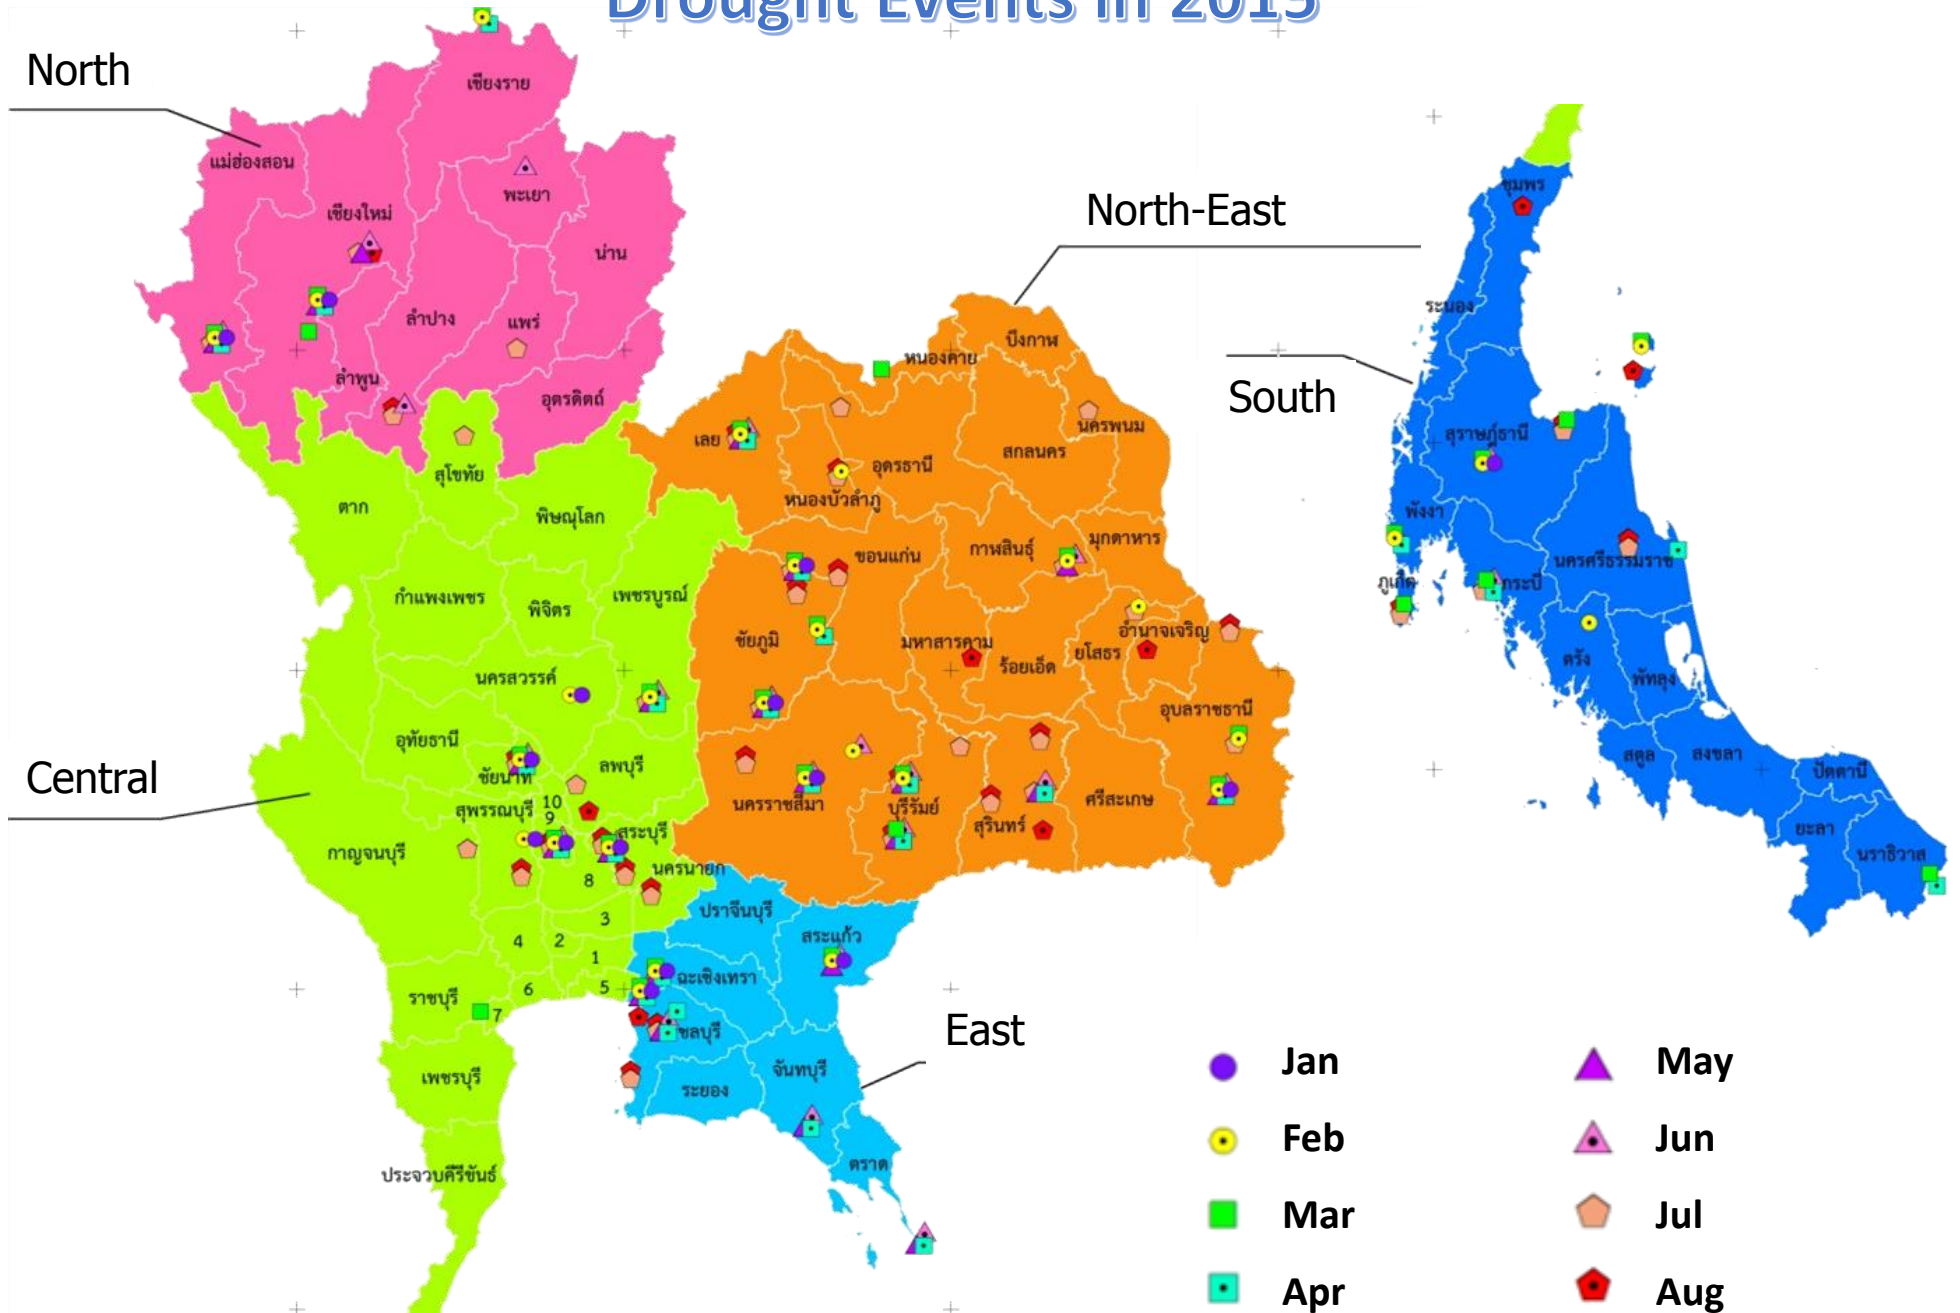 Drought Events in 2015
North
เชียงราย
แม่ฮ่องสอน
พะเยา
เชียงใหม่
น่าน
ลำปาง
แพร่
ลำพูน
อุตรดิตถ์
North-East
บึงกาฬ
หนองคาย
เลย
นครพนม
สกลนคร
อุดรธานี
หนองบัวลำภู
สุโขทัย
ตาก
พิษณุโลก
ขอนแก่น
กาฬสินธุ์
มุกดาหาร
กำแพงเพชร
พิจิตร
เพชรบูรณ์
ชัยภูมิ
มหาสารคาม
ร้อยเอ็ด
ยโสธร
อำนาจเจริญ
นครสวรรค์
อุบลราชธานี
อุทัยธานี
Central
ชัยนาท
ลพบุรี
นครราชสีมา
บุรีรัมย์
สุรินทร์
ศรีสะเกษ
สุพรรณบุรี
10
9
สระบุรี
กาญจนบุรี
นครนายก
8
3
4
2
1
6
5
7
ปราจีนบุรี
สระแก้ว
ฉะเชิงเทรา
ราชบุรี
ชลบุรี
East
เพชรบุรี
ระยอง
จันทบุรี
ประจวบคีรีขันธ์
ตราด
ชุมพร
ระนอง
South
สุราษฎ์ธานี
พังงา
นครศรีธรรมราช
ภูเก็ต
กระบี่
ตรัง
พัทลุง
สตูล
สงขลา
ปัตตานี
ยะลา
นราธิวาส
Jan
May
Feb
Jun
Mar
Jul
Apr
Aug